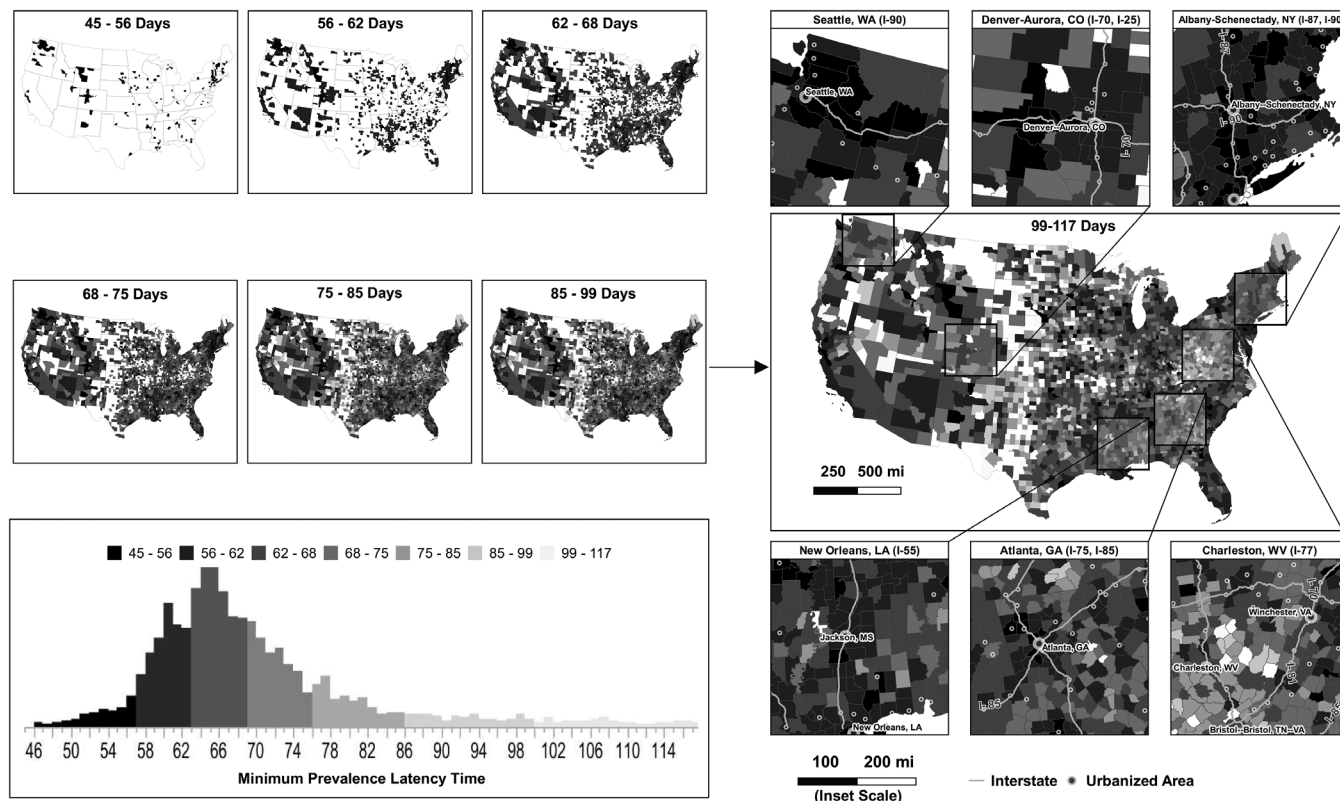 45 - 56 Days
56 - 62 Days
62 - 68 Days
68 - 75 Days
75 - 85 Days
85 - 99 Days
45 - 56
56 - 62
62 - 68
68 - 75
75 - 85
85 - 99
99 - 117
46 50 54 58 62 66 70 74 78 82 86 90 94 98 102 106 110 114
Minimum Prevalence Latency Time
Seattle, WA (I-90)
Seattle, WA
Denver-Aurora, CO (I-70, I-25)
Denver--Aurora, CO
I- 70
Albany-Schenectady, NY (I-87, I-90
I-87
Albany--Schenectady, NY
I- 90
99-117 Days
250 500 mi
New Orleans, LA (I-55)
Jackson, MS
New Orleans, LA
Atlanta, GA (I-75, I-85)
Atlanta, GA
I- 85
Charleston, WV (I-77)
I-70
Winchester, VA
Charleston, WV
I-81
Bristol--Bristol, TN--VA
100 200 mi
(Inset Scale)
Interstate
Urbanized Area